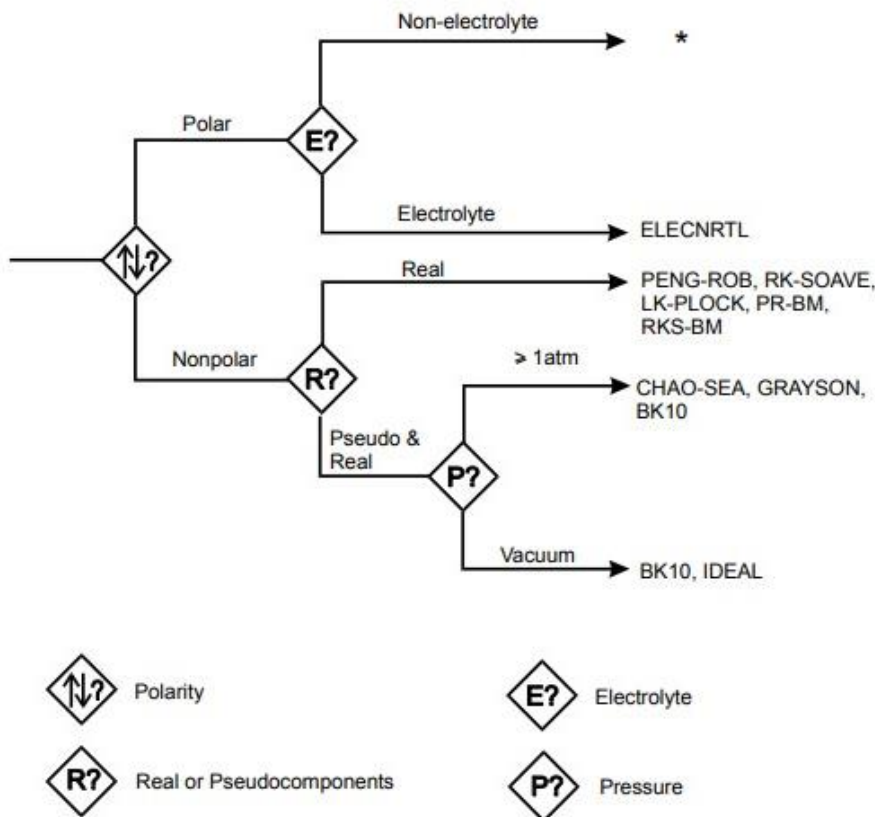 Non-electrolyte
*
Polar
E?
Electrolyte
ELECNRTL
⇅?
Real
PENG-ROB, RK-SOAVE,
LK-PLOCK, PR-BM,
RKS-BM
Nonpolar
R?
⩾ 1atm
CHAO-SEA, GRAYSON,
BK10
Pseudo &
Real
P?
Vacuum
BK10, IDEAL
⇅? Polarity
E? Electrolyte
R? Real or Pseudocomponents
P? Pressure